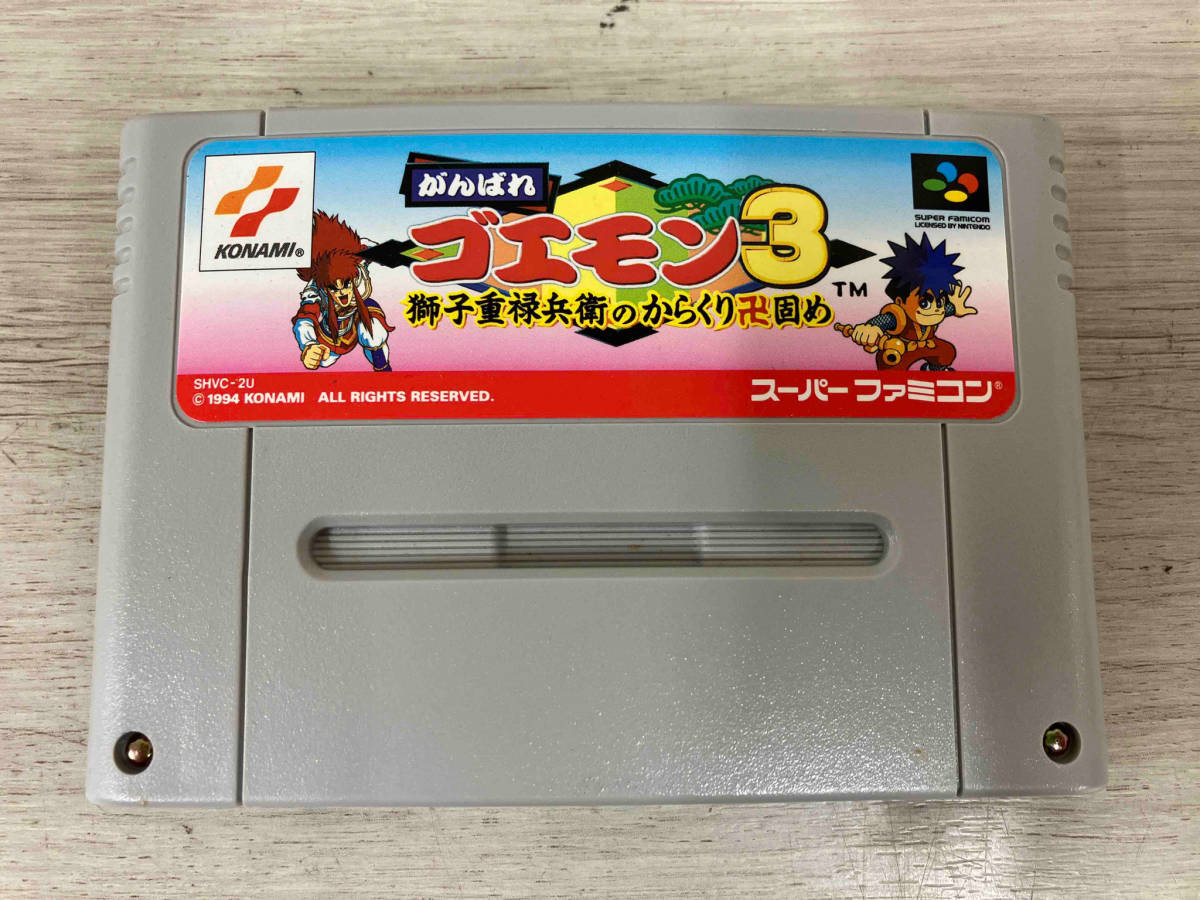 KONAMI®
がんばれ
ゴエモン3
TM
獅子重禄兵衛のからくり卍固め
SUPER FAMICOM
LICENSED BY NINTENDO
SHVC-2U
© 1994 KONAMI ALL RIGHTS RESERVED.
スーパーファミコン®